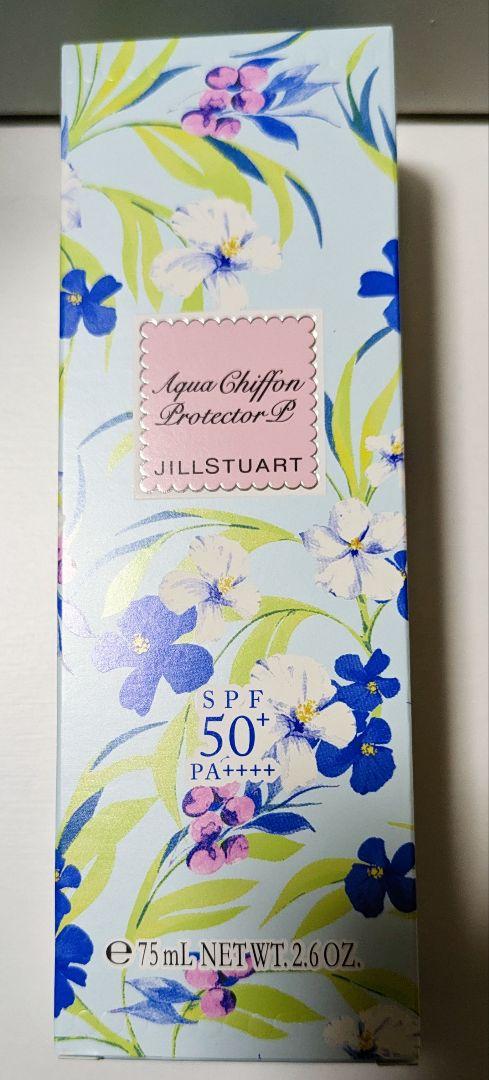 Aqua Chiffon
Protector P
JILLSTUART
SPF
50+
PA++++
℮ 75 mL NET WT. 2.6 OZ.